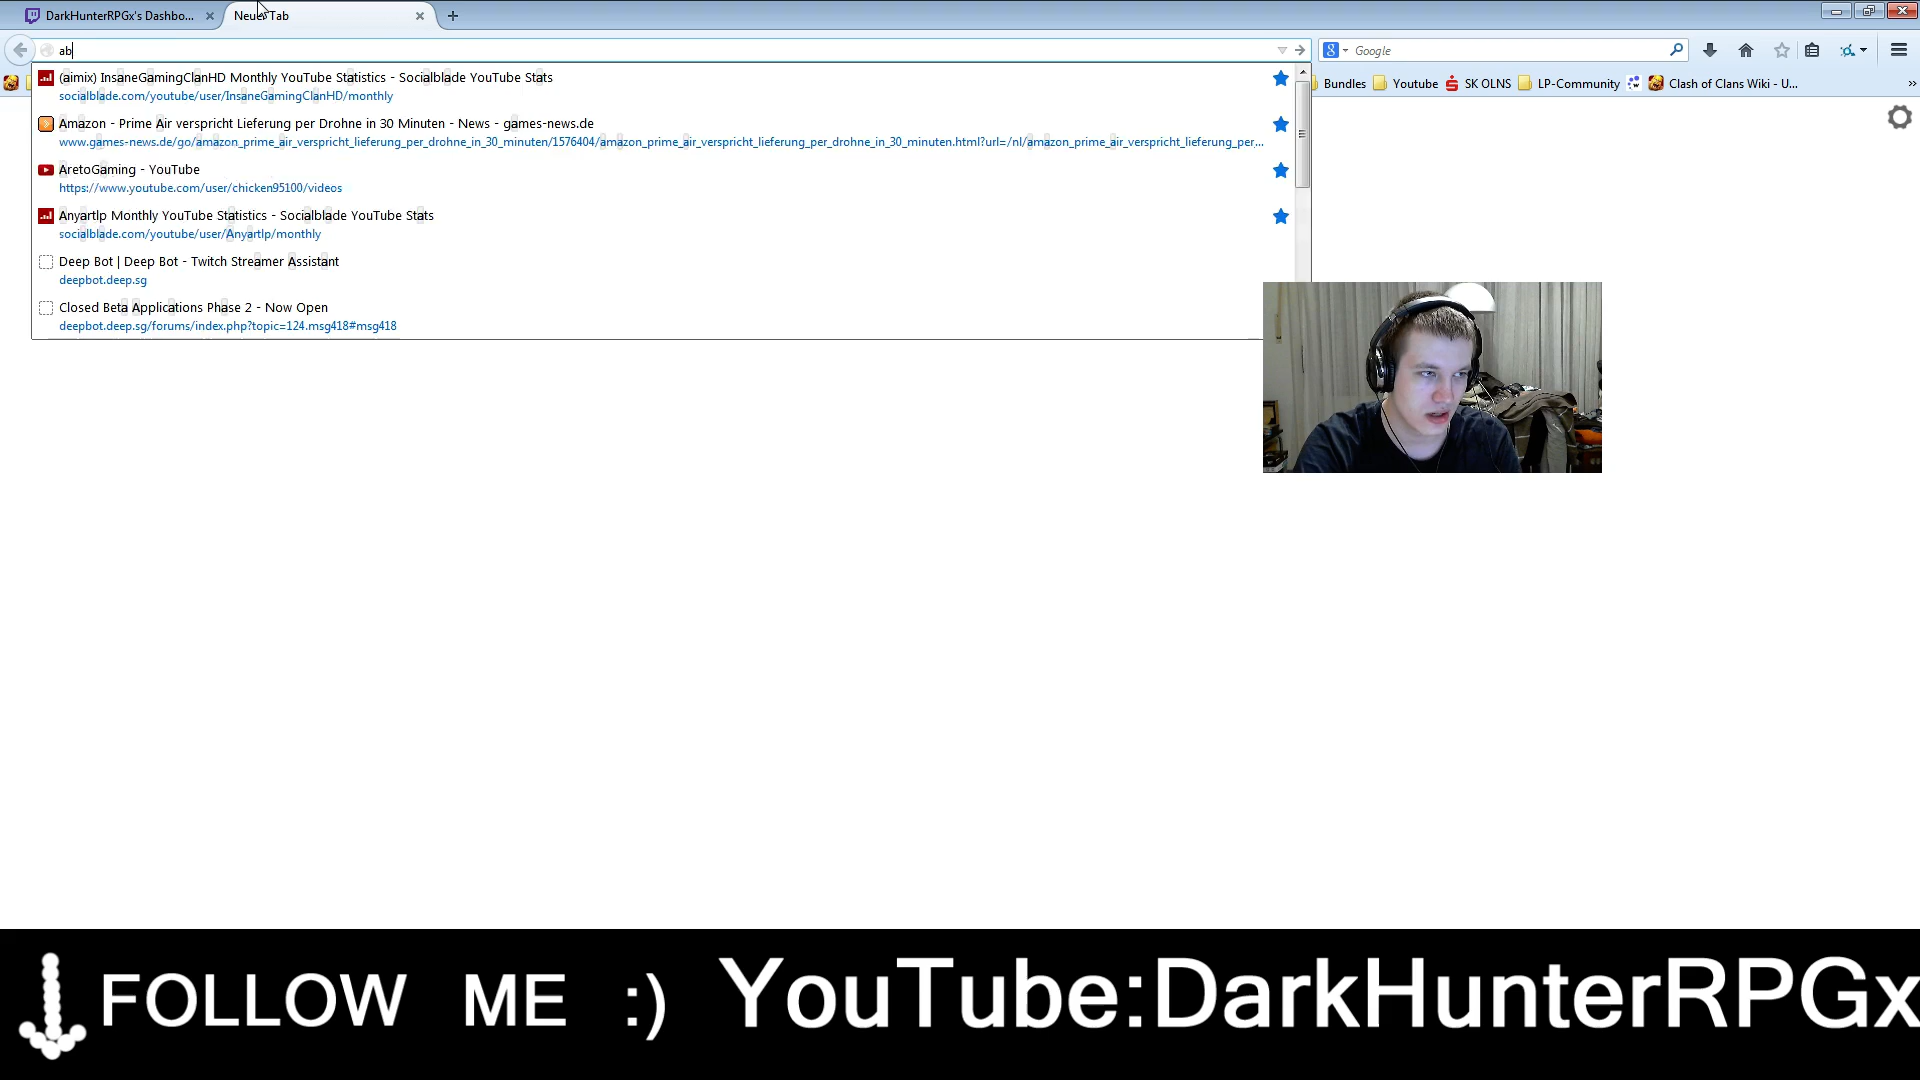 DarkHunterRPGx's Dashbo...
Neuer Tab
ab
Google
Bundles
Youtube
SK OLNS
LP-Community
Clash of Clans Wiki - U...
(aimix) InsaneGamingClanHD Monthly YouTube Statistics - Socialblade YouTube Stats
socialblade.com/youtube/user/InsaneGamingClanHD/monthly
Amazon - Prime Air verspricht Lieferung per Drohne in 30 Minuten - News - games-news.de
www.games-news.de/go/amazon_prime_air_verspricht_lieferung_per_drohne_in_30_minuten/1576404/amazon_prime_air_verspricht_lieferung_per_drohne_in_30_minuten.html?url=/nl/amazon_prime_air_verspricht_lieferung_per...
AretoGaming - YouTube
https://www.youtube.com/user/chicken95100/videos
Anyartlp Monthly YouTube Statistics - Socialblade YouTube Stats
socialblade.com/youtube/user/Anyartlp/monthly
Deep Bot | Deep Bot - Twitch Streamer Assistant
deepbot.deep.sg
Closed Beta Applications Phase 2 - Now Open
deepbot.deep.sg/forums/index.php?topic=124.msg418#msg418
FOLLOW ME :) YouTube:DarkHunterRPGx